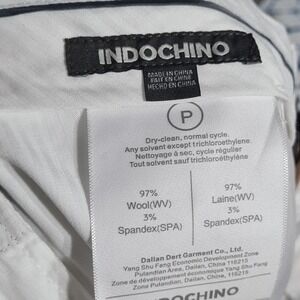 INDOCHINO
MADE IN CHINA
FAIT EN CHINE
HECHO EN CHINA
P
Dry-clean, normal cycle.
Any solvent except trichloroethylene
Nettoyage à sec, cycle régulier
Tout solvent sauf trichloroéthylène
97%
Wool(WV)
3%
Spandex(SPA)
97%
Laine(WV)
3%
Spandex(SPA)
Dalian Dert Garment Co., Ltd.
Yang Shu Fang Economic Development Zone
Pulandian Area, Dalian, China, 116215
Zone de développement économique Yang Shu Fang
Zone Pulandian, Dalian, Chine, 116215
INDOCHINO